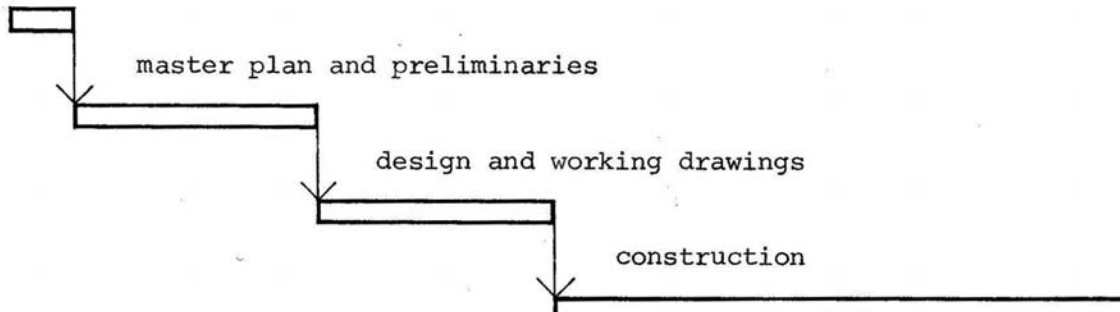 master plan and preliminaries
design and working drawings
construction